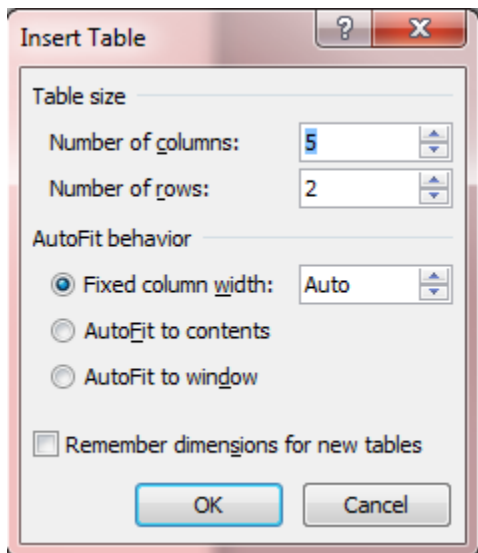 Insert Table
?
X
Table size
Number of columns: 5
Number of rows: 2
AutoFit behavior
Fixed column width: Auto
AutoFit to contents
AutoFit to window
Remember dimensions for new tables
OK Cancel